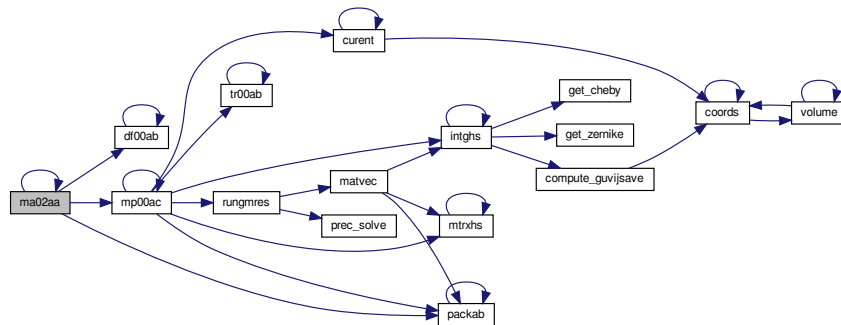 curent
tr00ab
get_cheby
df00ab
intghs
get_zernike
coords
volume
matvec
compute_guvijsave
ma02aa
mp00ac
rungmres
prec_solve
mtrxhs
packab